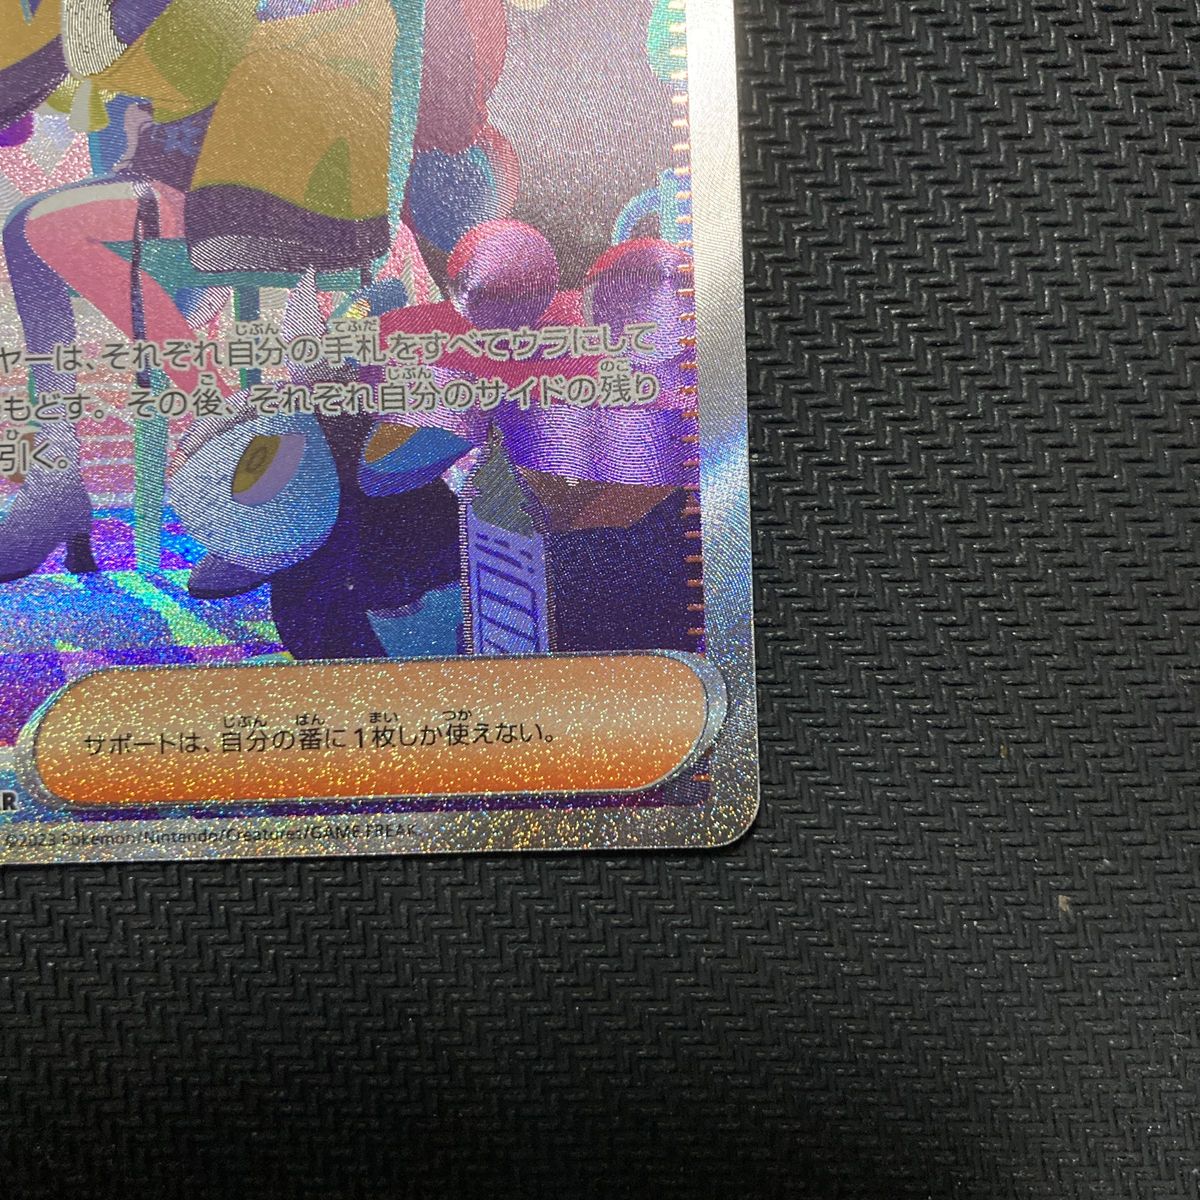 ヤーは、それぞれ自分の手札をすべてウラにして
もどす。その後、それぞれ自分のサイドの残り
引く。
サポートは、自分の番に1枚しか使えない。
AR
©2023 Pokémon/Nintendo/Creatures/GAME FREAK.